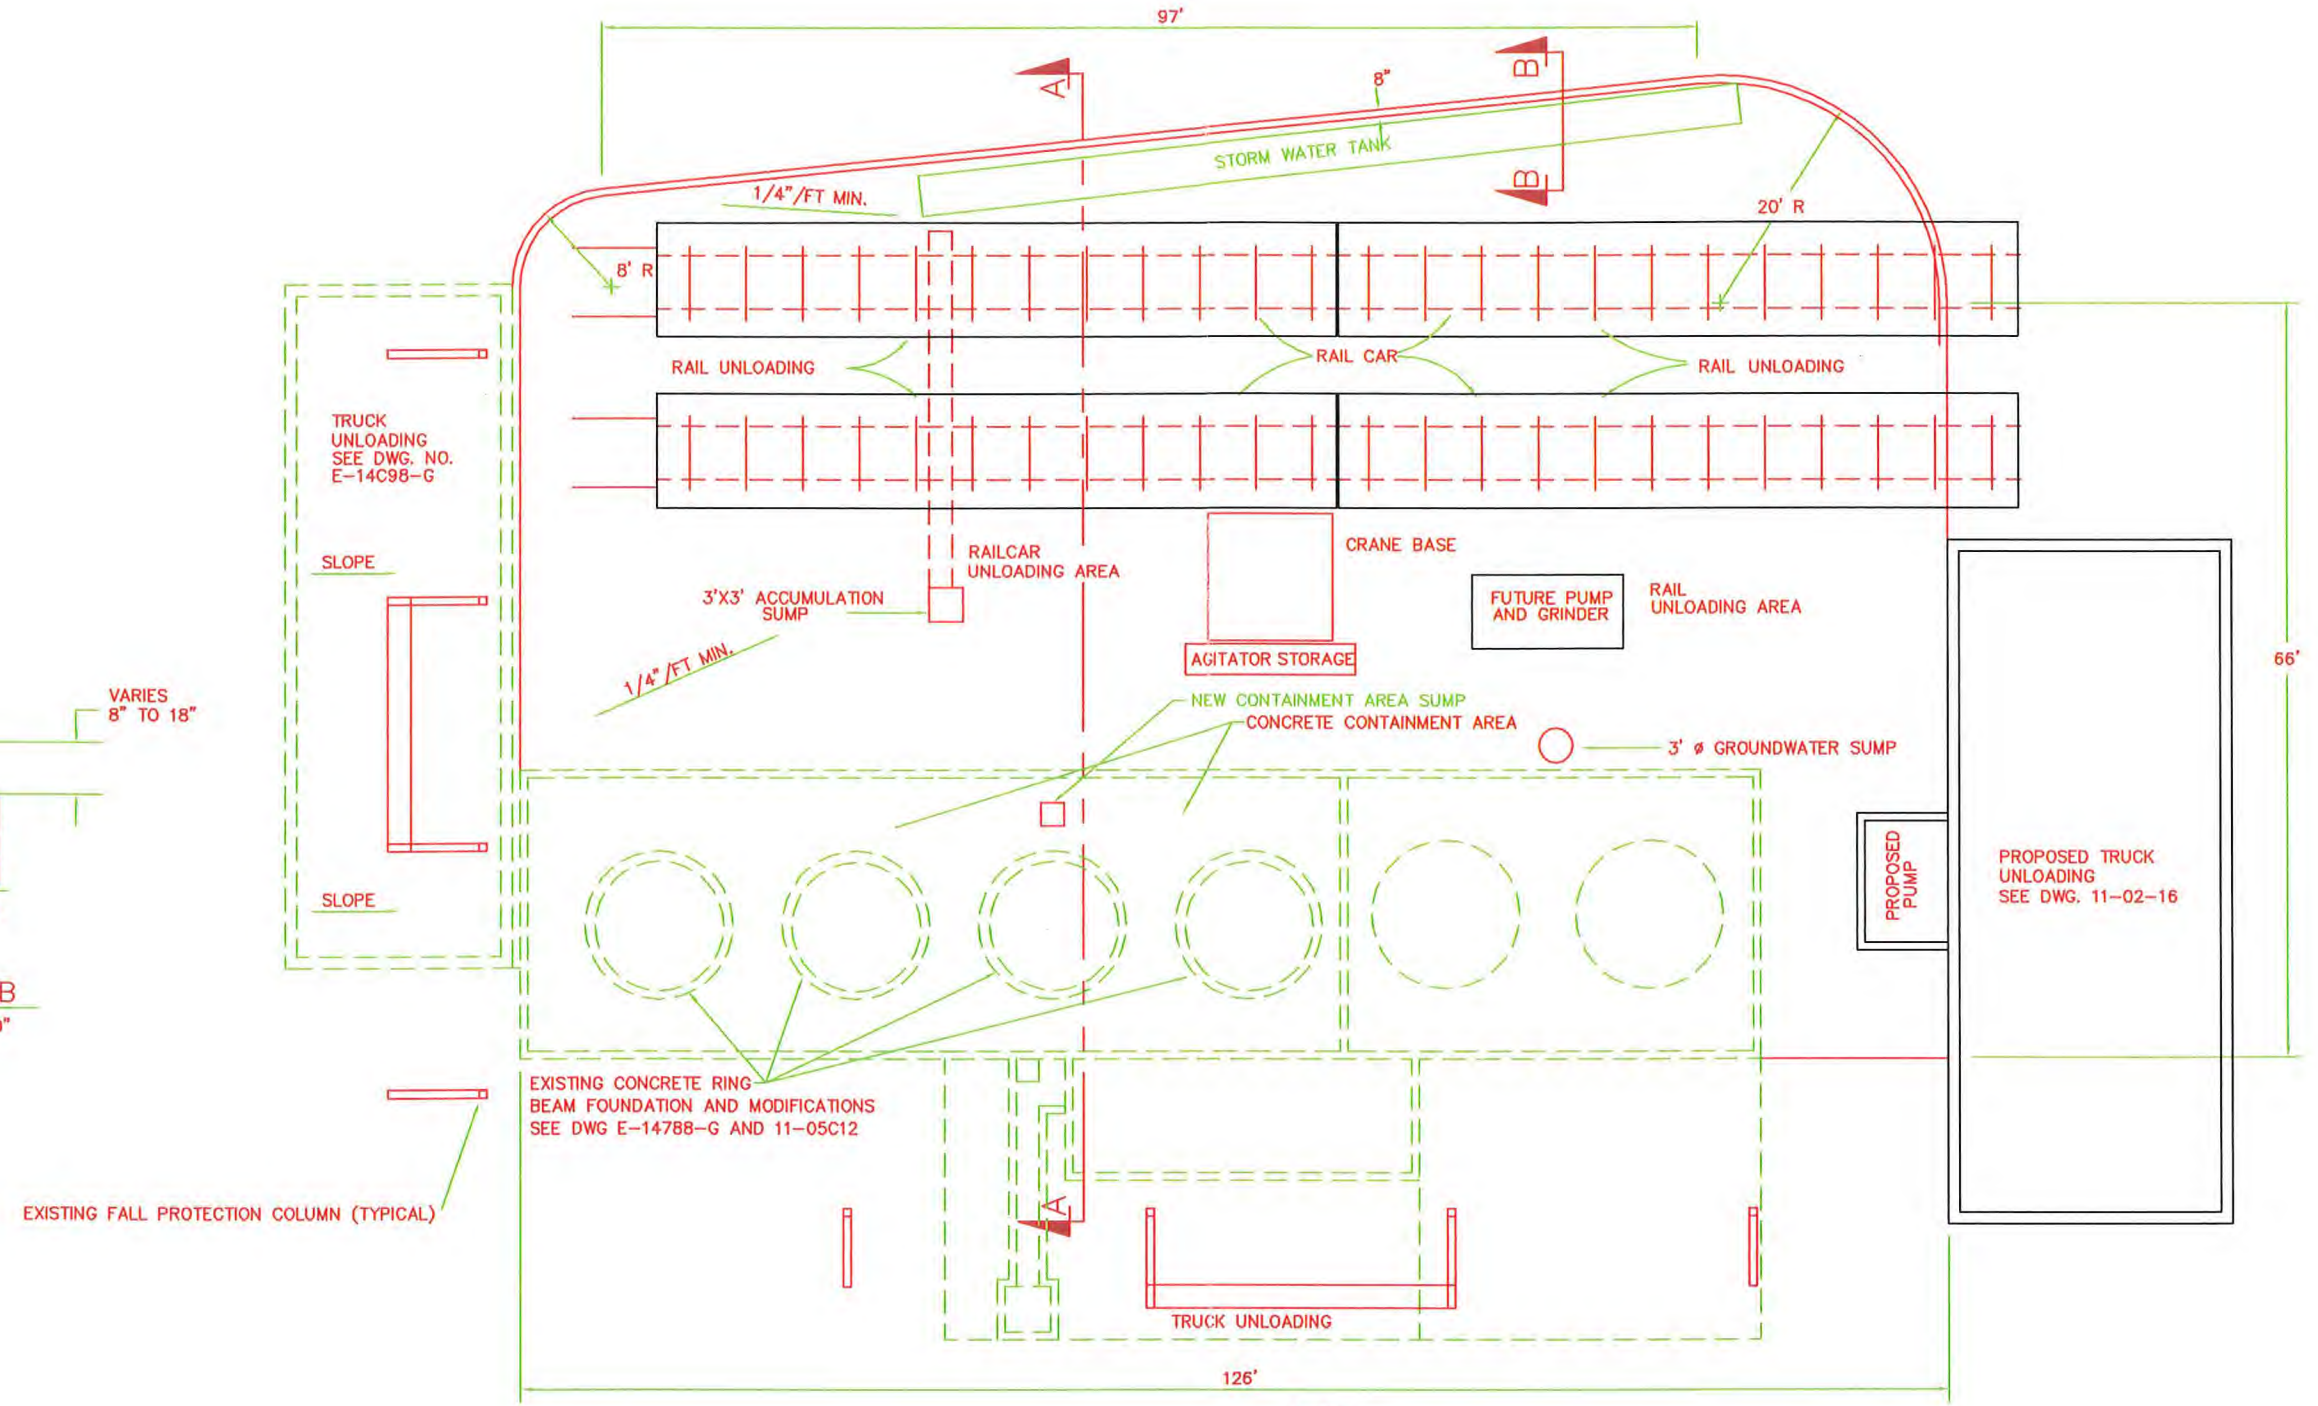 97'
A
B
8"
STORM WATER TANK
1/4"/FT MIN.
B
20' R
8' R
RAIL UNLOADING
RAIL CAR
RAIL UNLOADING
TRUCK
UNLOADING
SEE DWG. NO.
E-14C98-G
SLOPE
RAILCAR
UNLOADING AREA
CRANE BASE
3'X3' ACCUMULATION
SUMP
FUTURE PUMP
AND GRINDER
RAIL
UNLOADING AREA
1/4"/FT MIN.
AGITATOR STORAGE
66'
VARIES
8" TO 18"
NEW CONTAINMENT AREA SUMP
CONCRETE CONTAINMENT AREA
3' ø GROUNDWATER SUMP
PROPOSED
PUMP
PROPOSED TRUCK
UNLOADING
SEE DWG. 11-02-16
SLOPE
B
EXISTING CONCRETE RING
BEAM FOUNDATION AND MODIFICATIONS
SEE DWG E-14788-G AND 11-05C12
A
EXISTING FALL PROTECTION COLUMN (TYPICAL)
TRUCK UNLOADING
126'